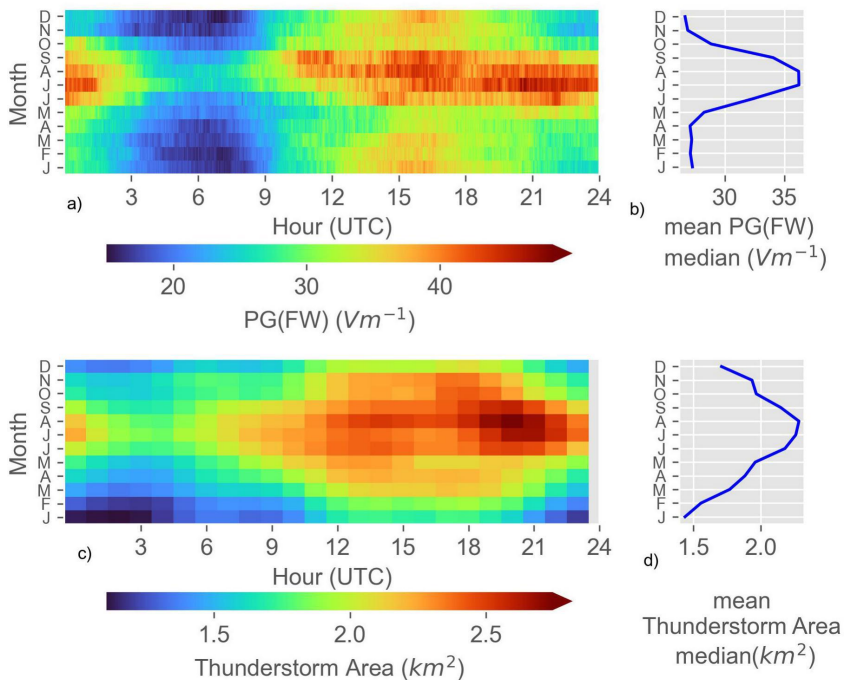 Month
D
N
O
S
A
J
J
M
A
M
F
J
3 6 9 12 15 18 21 24
a)
Hour (UTC)
20 30 40
PG(FW) (Vm⁻¹)
D
N
O
S
A
J
J
M
A
M
F
J
30 35
b)
mean PG(FW)
median (Vm⁻¹)
Month
D
N
O
S
A
J
J
M
A
M
F
J
3 6 9 12 15 18 21 24
c)
Hour (UTC)
1.5 2.0 2.5
Thunderstorm Area (km²)
D
N
O
S
A
J
J
M
A
M
F
J
1.5 2.0
d)
mean
Thunderstorm Area
median(km²)